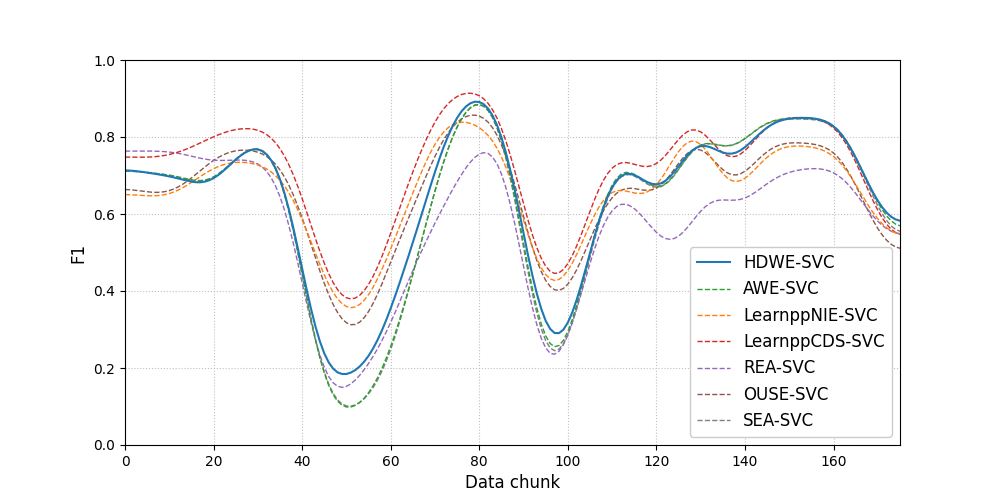 1.0
0.8
0.6
0.4
0.2
0.0
F1
0 20 40 60 80 100 120 140 160
Data chunk
HDWE-SVC
AWE-SVC
LearnppNIE-SVC
LearnppCDS-SVC
REA-SVC
OUSE-SVC
SEA-SVC